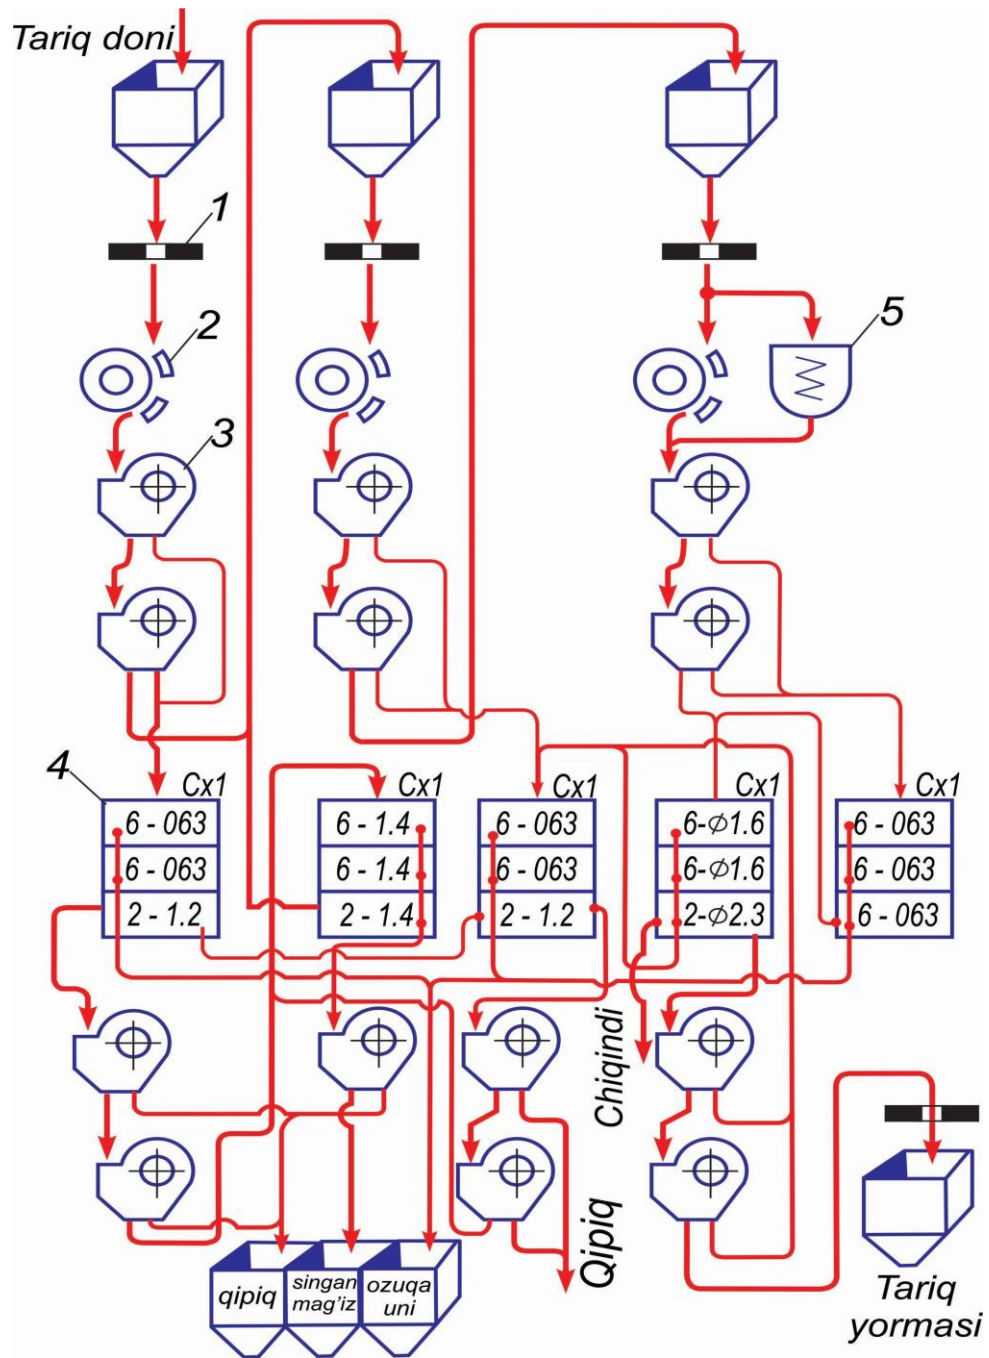 Tariq doni
1
2
5
3
4
Cx1
Cx1
Cx1
Cx1
Cx1
6 - 063
6 - 1.4
6 - 063
6-∅1.6
6 - 063
6 - 063
6 - 1.4
6 - 063
6-∅1.6
6 - 063
2 - 1.2
2 - 1.4
2 - 1.2
2-∅2.3
6 - 063
Chiqindi
Qipiq
qipiq
singan
mag'iz
ozuqa
uni
Tariq
yormasi